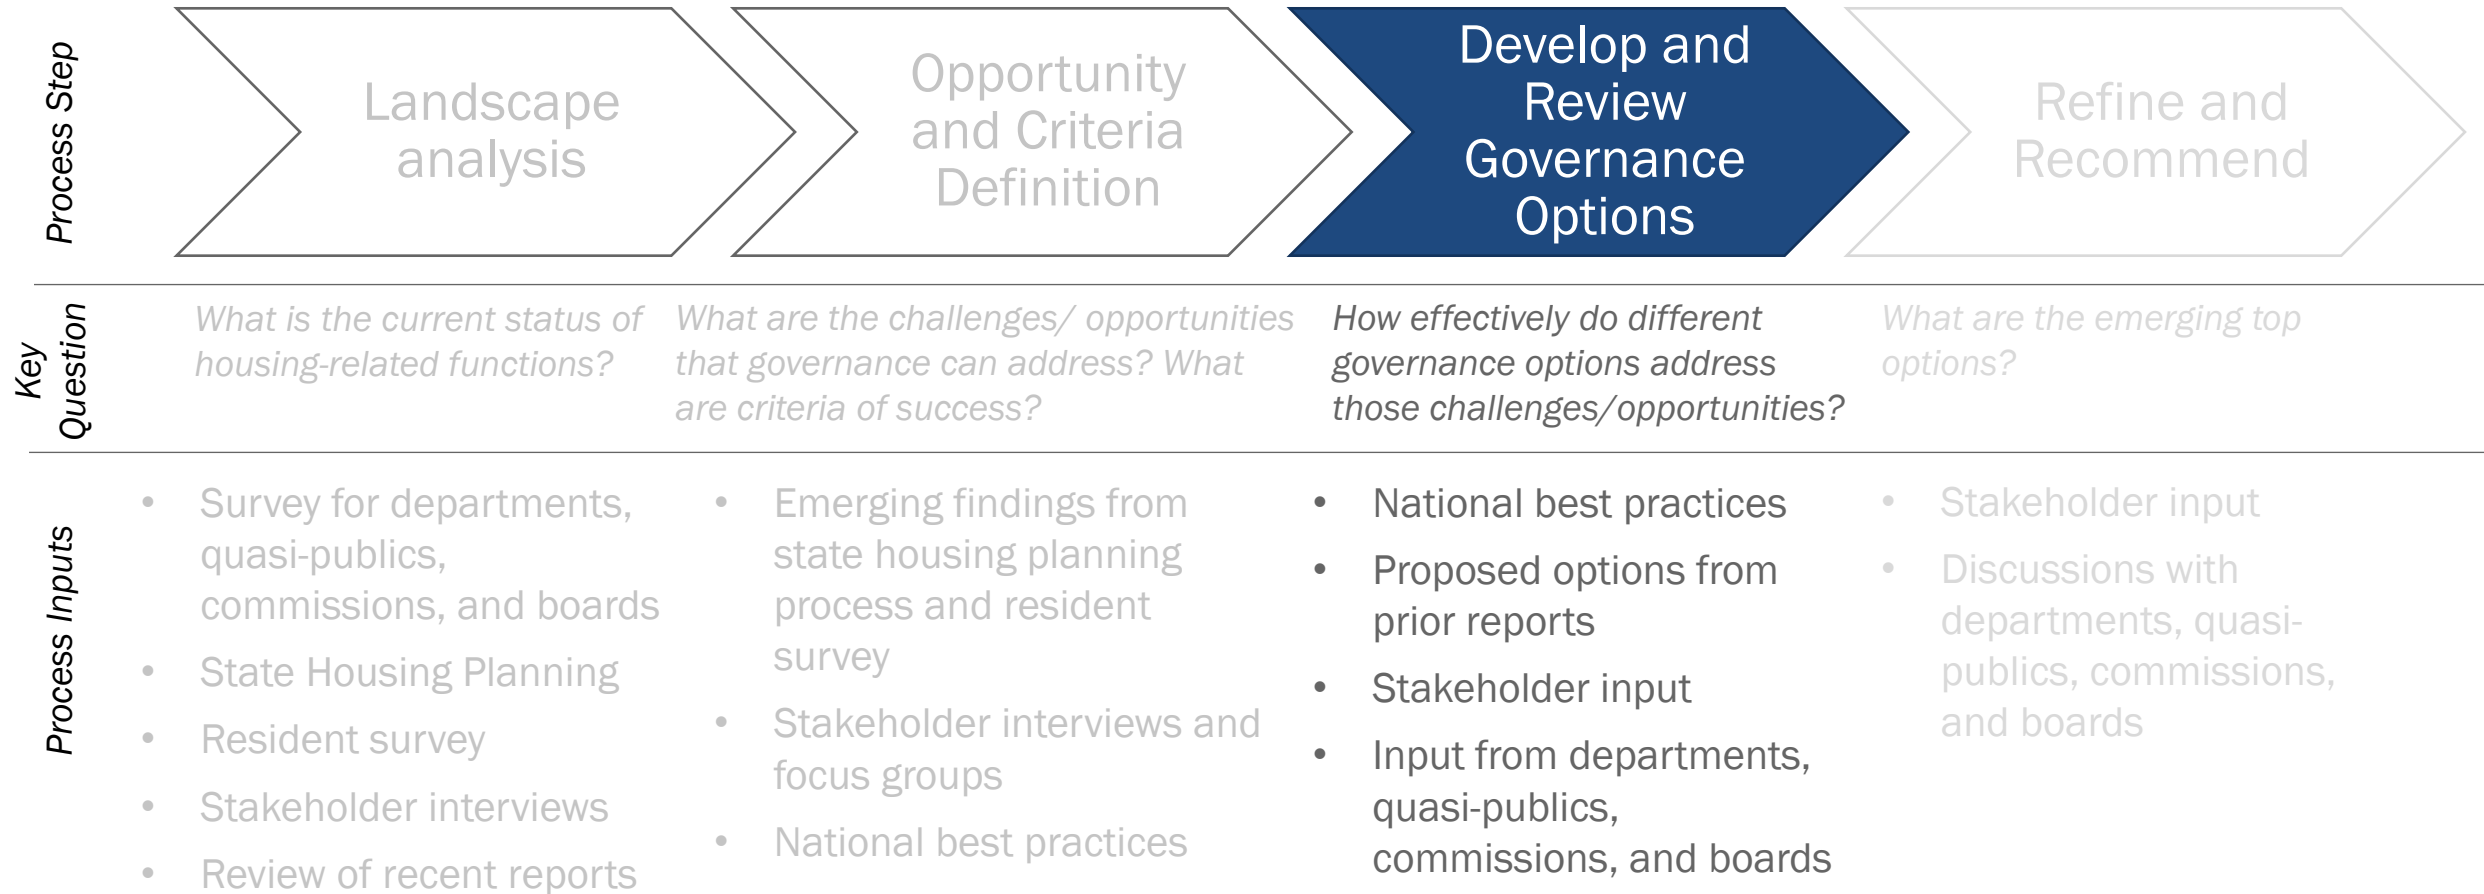 Process Step
Landscape
analysis
Opportunity
and Criteria
Definition
Develop and
Review
Governance
Options
Refine and
Recommend
Key
Question
What is the current status of
housing-related functions?
What are the challenges/ opportunities
that governance can address? What
are criteria of success?
How effectively do different
governance options address
those challenges/opportunities?
What are the emerging top
options?
Process Inputs
• Survey for departments,
quasi-publics,
commissions, and boards
• State Housing Planning
• Resident survey
• Stakeholder interviews
• Review of recent reports
• Emerging findings from
state housing planning
process and resident
survey
• Stakeholder interviews and
focus groups
• National best practices
• National best practices
• Proposed options from
prior reports
• Stakeholder input
• Input from departments,
quasi-publics,
commissions, and boards
• Stakeholder input
• Discussions with
departments, quasi-
publics, commissions,
and boards